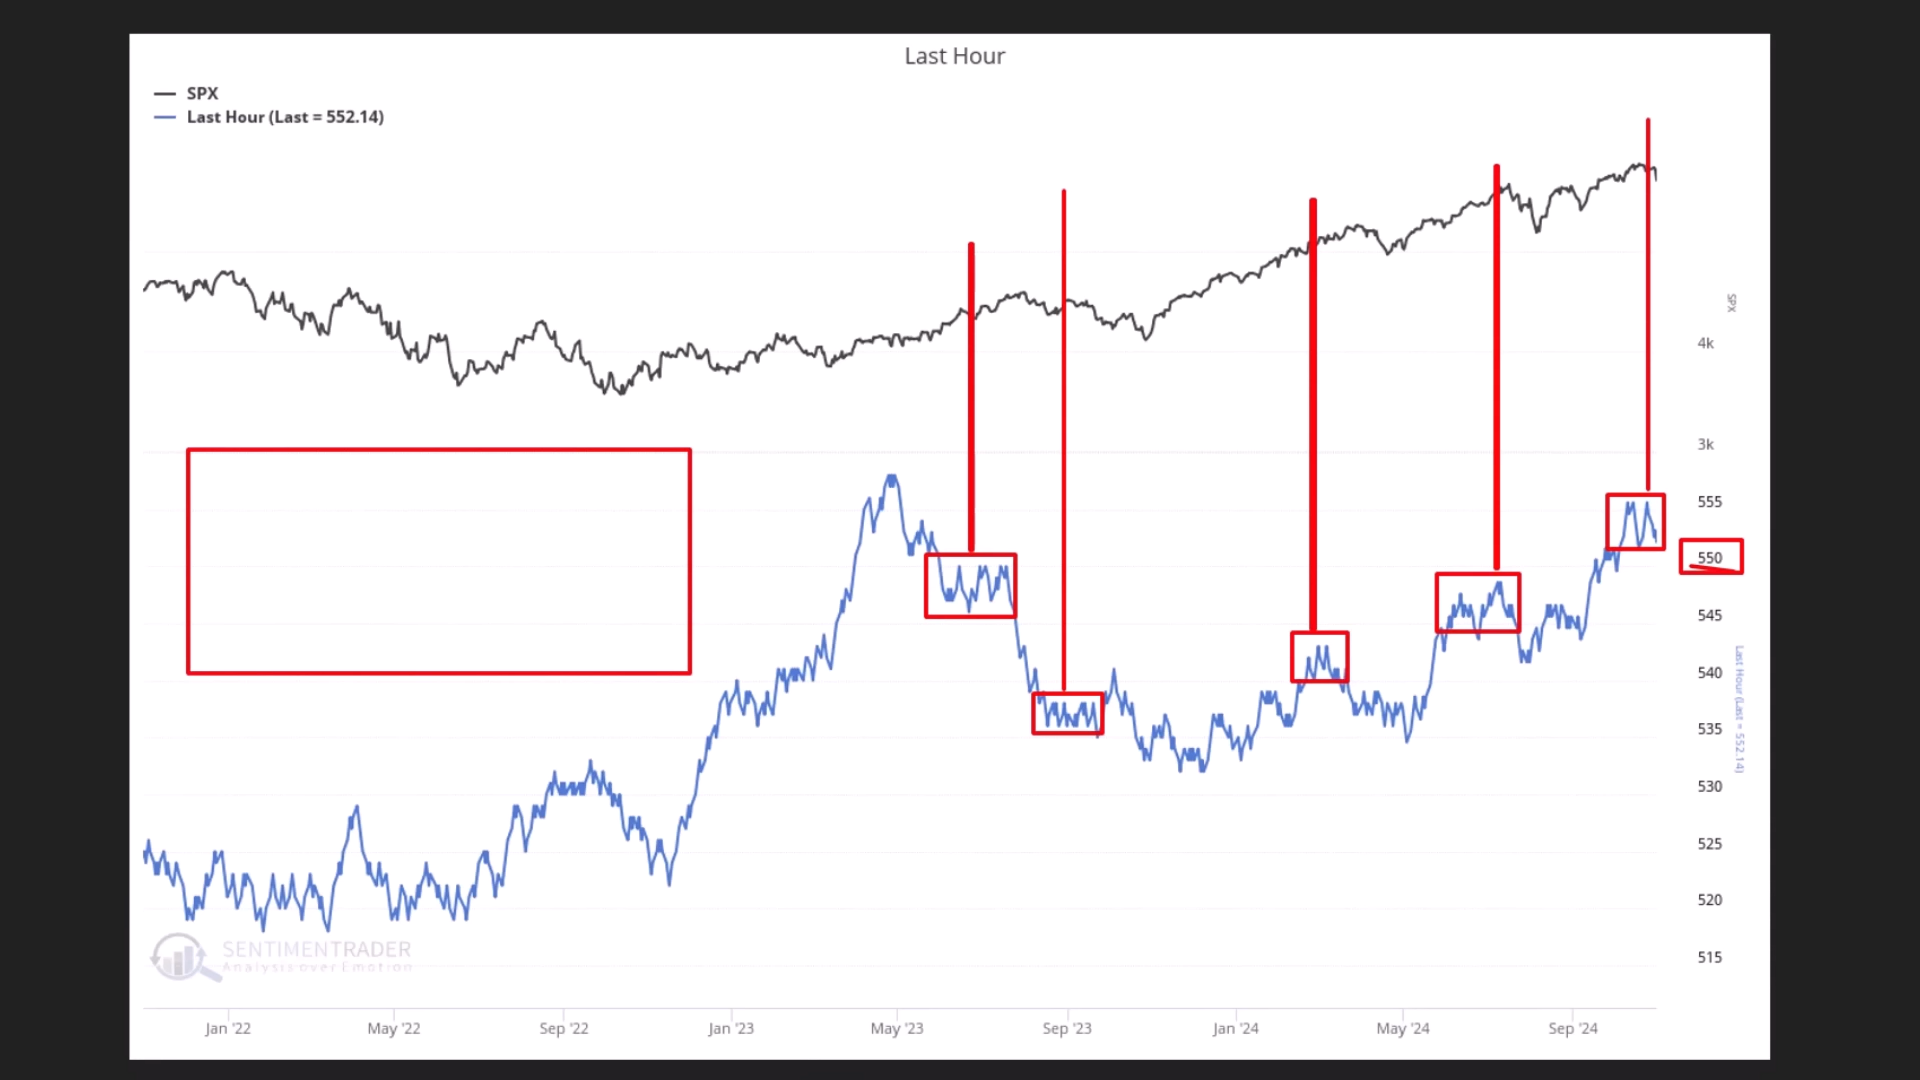 Last Hour
SPX
Last Hour (Last = 552.14)
SPX
4k
3k
555
550
545
540
535
530
525
520
515
Last Hour (Last = 552.14)
SENTIMENTRADER
Analysis over Emotion
Jan '22
May '22
Sep '22
Jan '23
May '23
Sep '23
Jan '24
May '24
Sep '24